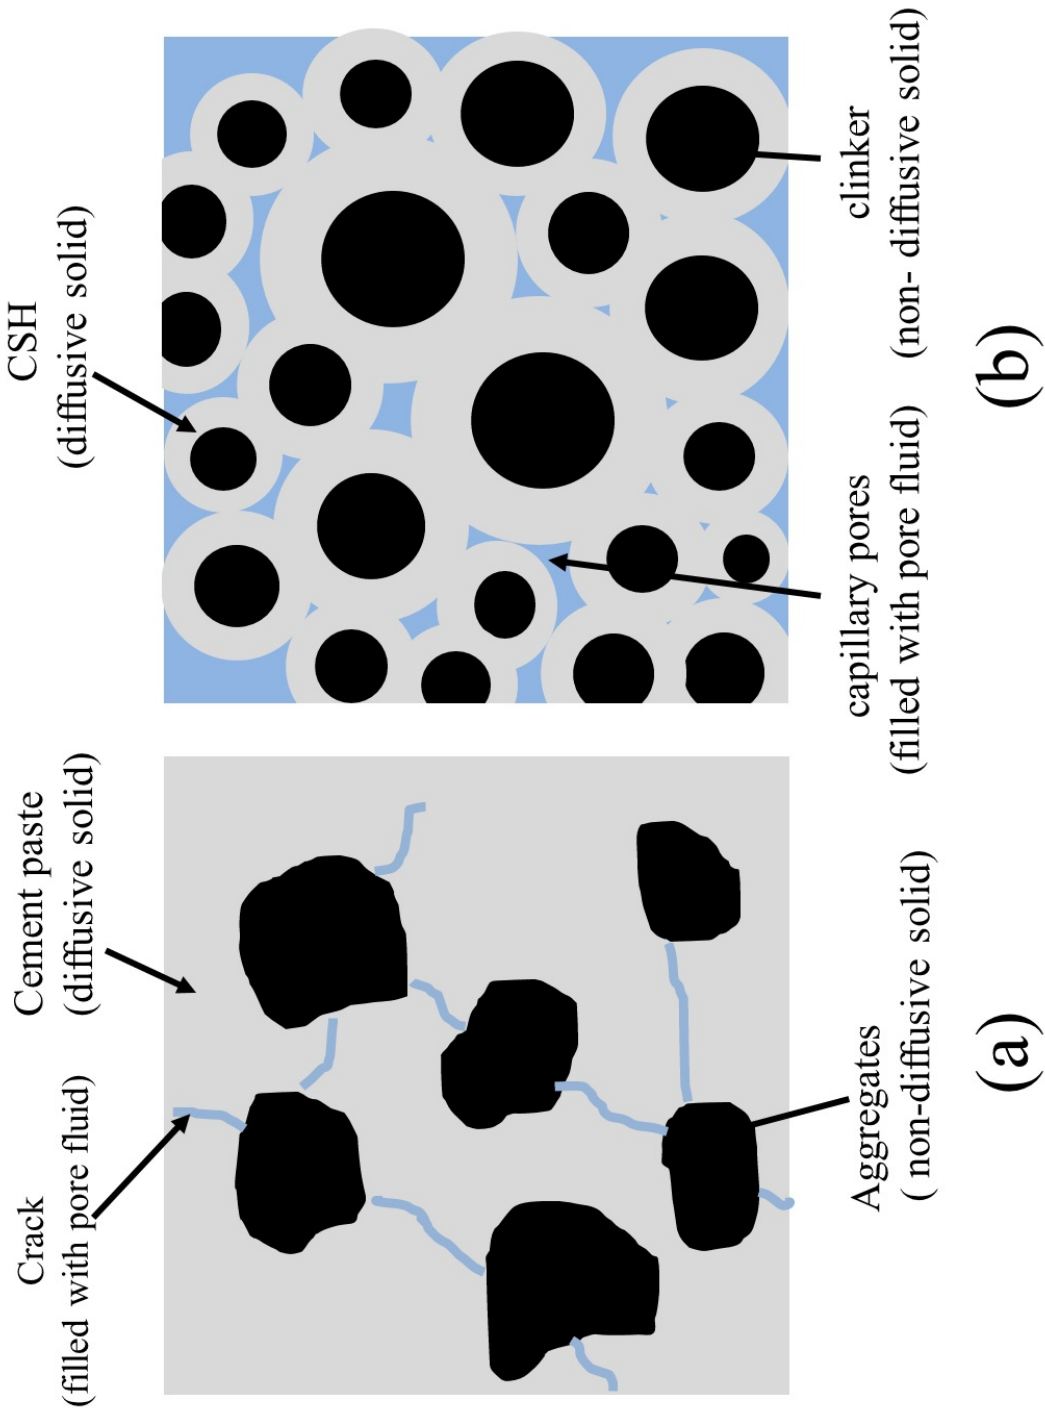 Crack
(filled with pore fluid)
Cement paste
(diffusive solid)
Aggregates
( non-diffusive solid)
(a)
CSH
(diffusive solid)
capillary pores
(filled with pore fluid)
clinker
(non- diffusive solid)
(b)